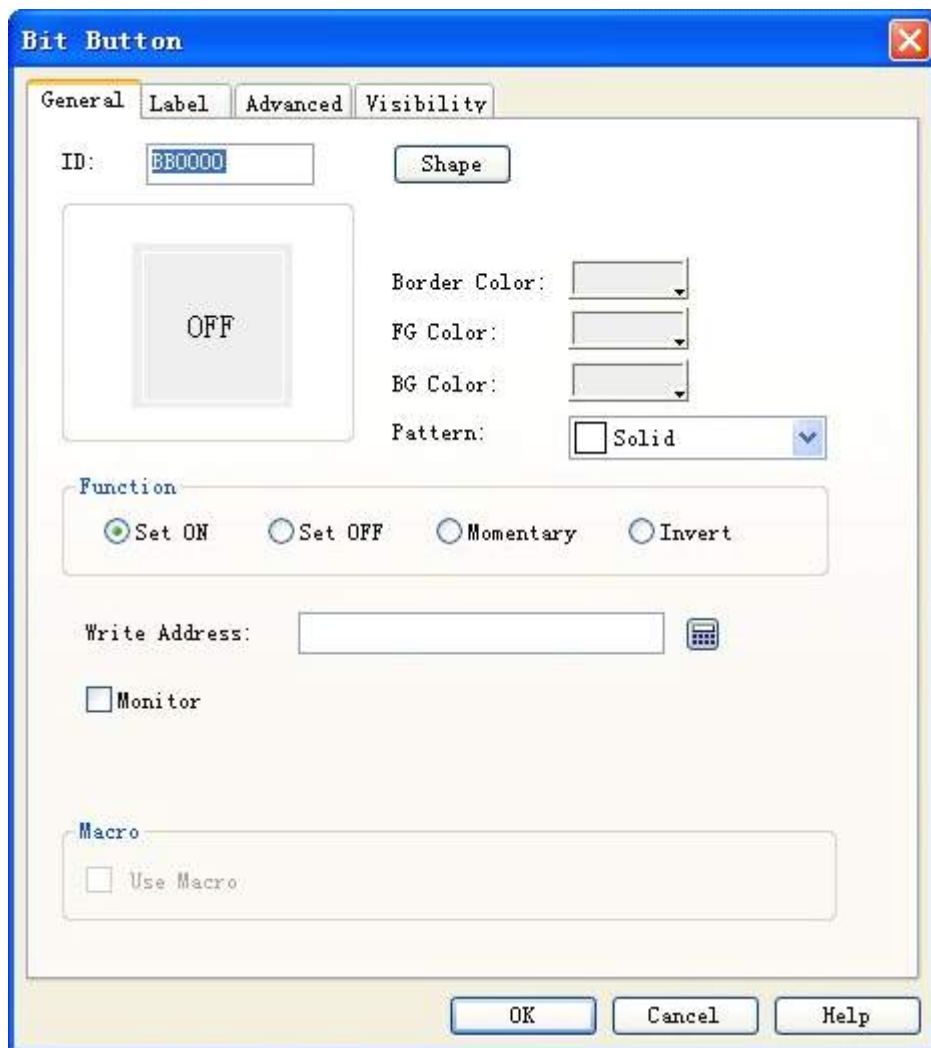 Bit Button
General Label Advanced Visibility
ID: BB0000 Shape
OFF
Border Color:
FG Color:
BG Color:
Pattern: Solid
Function
Set ON Set OFF Momentary Invert
Write Address:
Monitor
Macro
Use Macro
OK Cancel Help